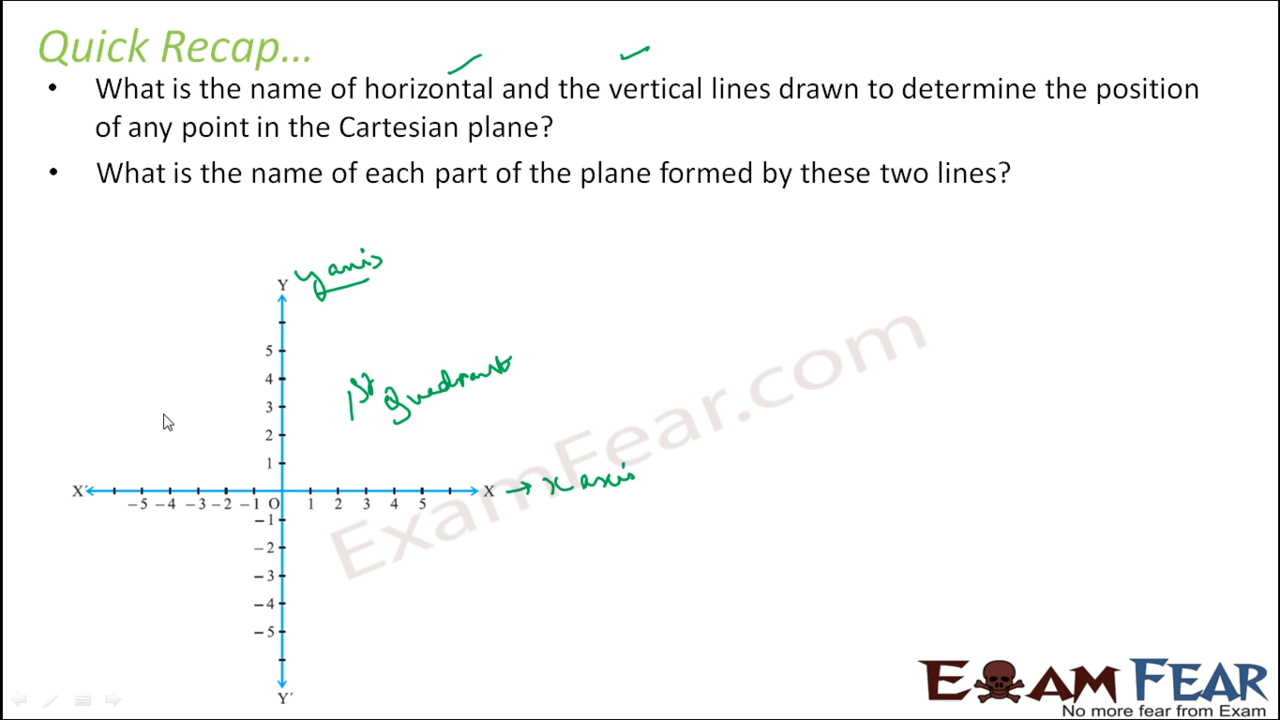 Quick Recap...
• What is the name of horizontal and the vertical lines drawn to determine the position
of any point in the Cartesian plane?
• What is the name of each part of the plane formed by these two lines?
y axis
Y
5
4
1st Quadrant
3
2
1
X′ X → x axis
−5 −4 −3 −2 −1 O 1 2 3 4 5
−1
−2
−3
−4
−5
Y′
ExamFear.com
EXAM FEAR
No more fear from Exam